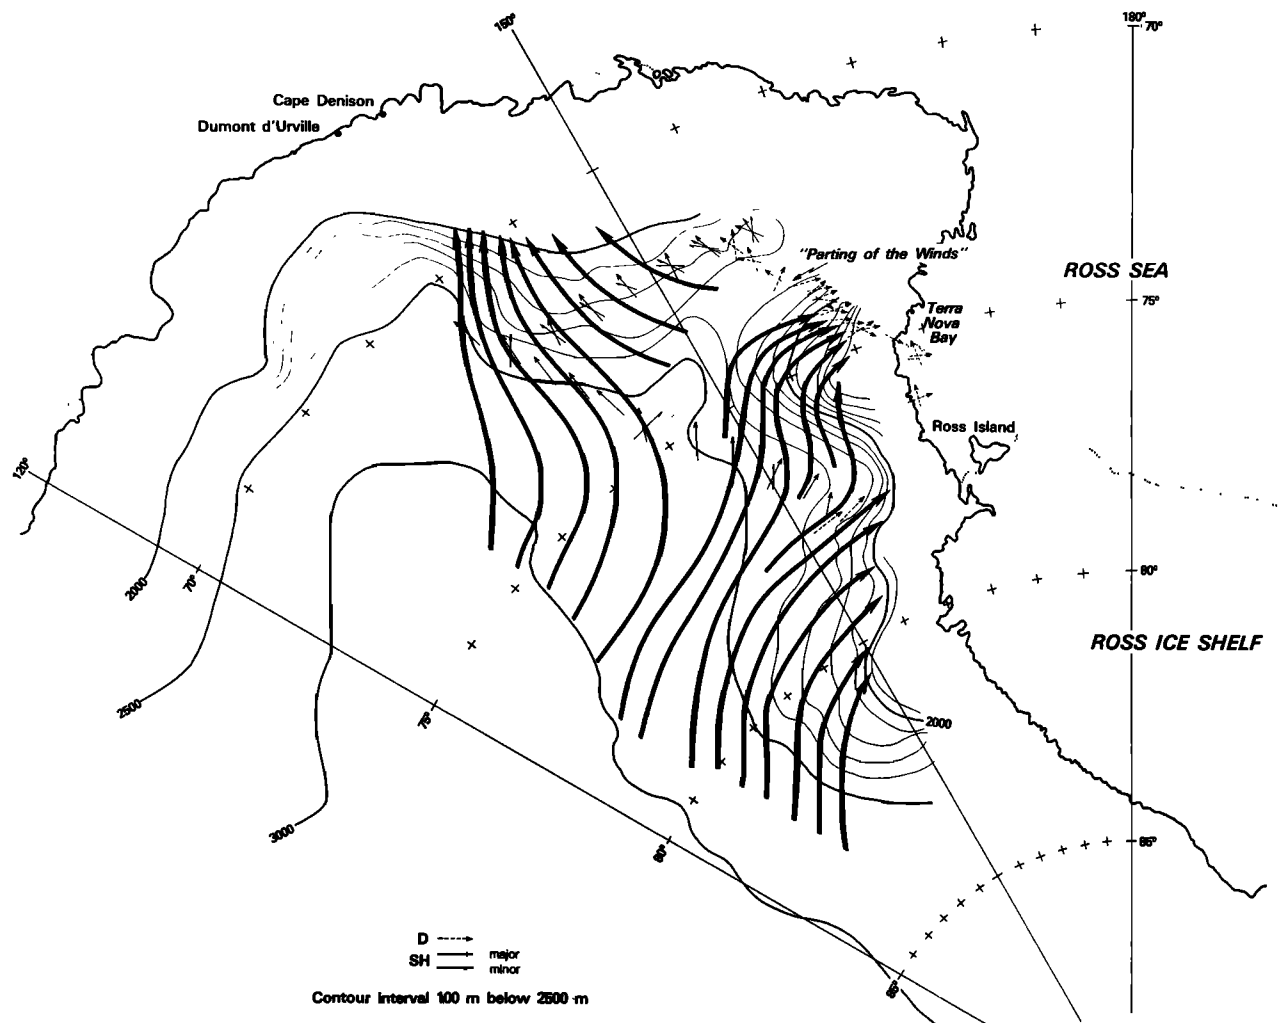 150°
180°
70°
Cape Denison
Dumont d'Urville
"Parting of the Winds"
ROSS SEA
75°
Terra
Nova
Bay
Ross Island
120°
2000
70°
80°
ROSS ICE SHELF
2500
75°
2000
3000
80°
85°
85°
D
SH
major
minor
Contour interval 100 m below 2500 m